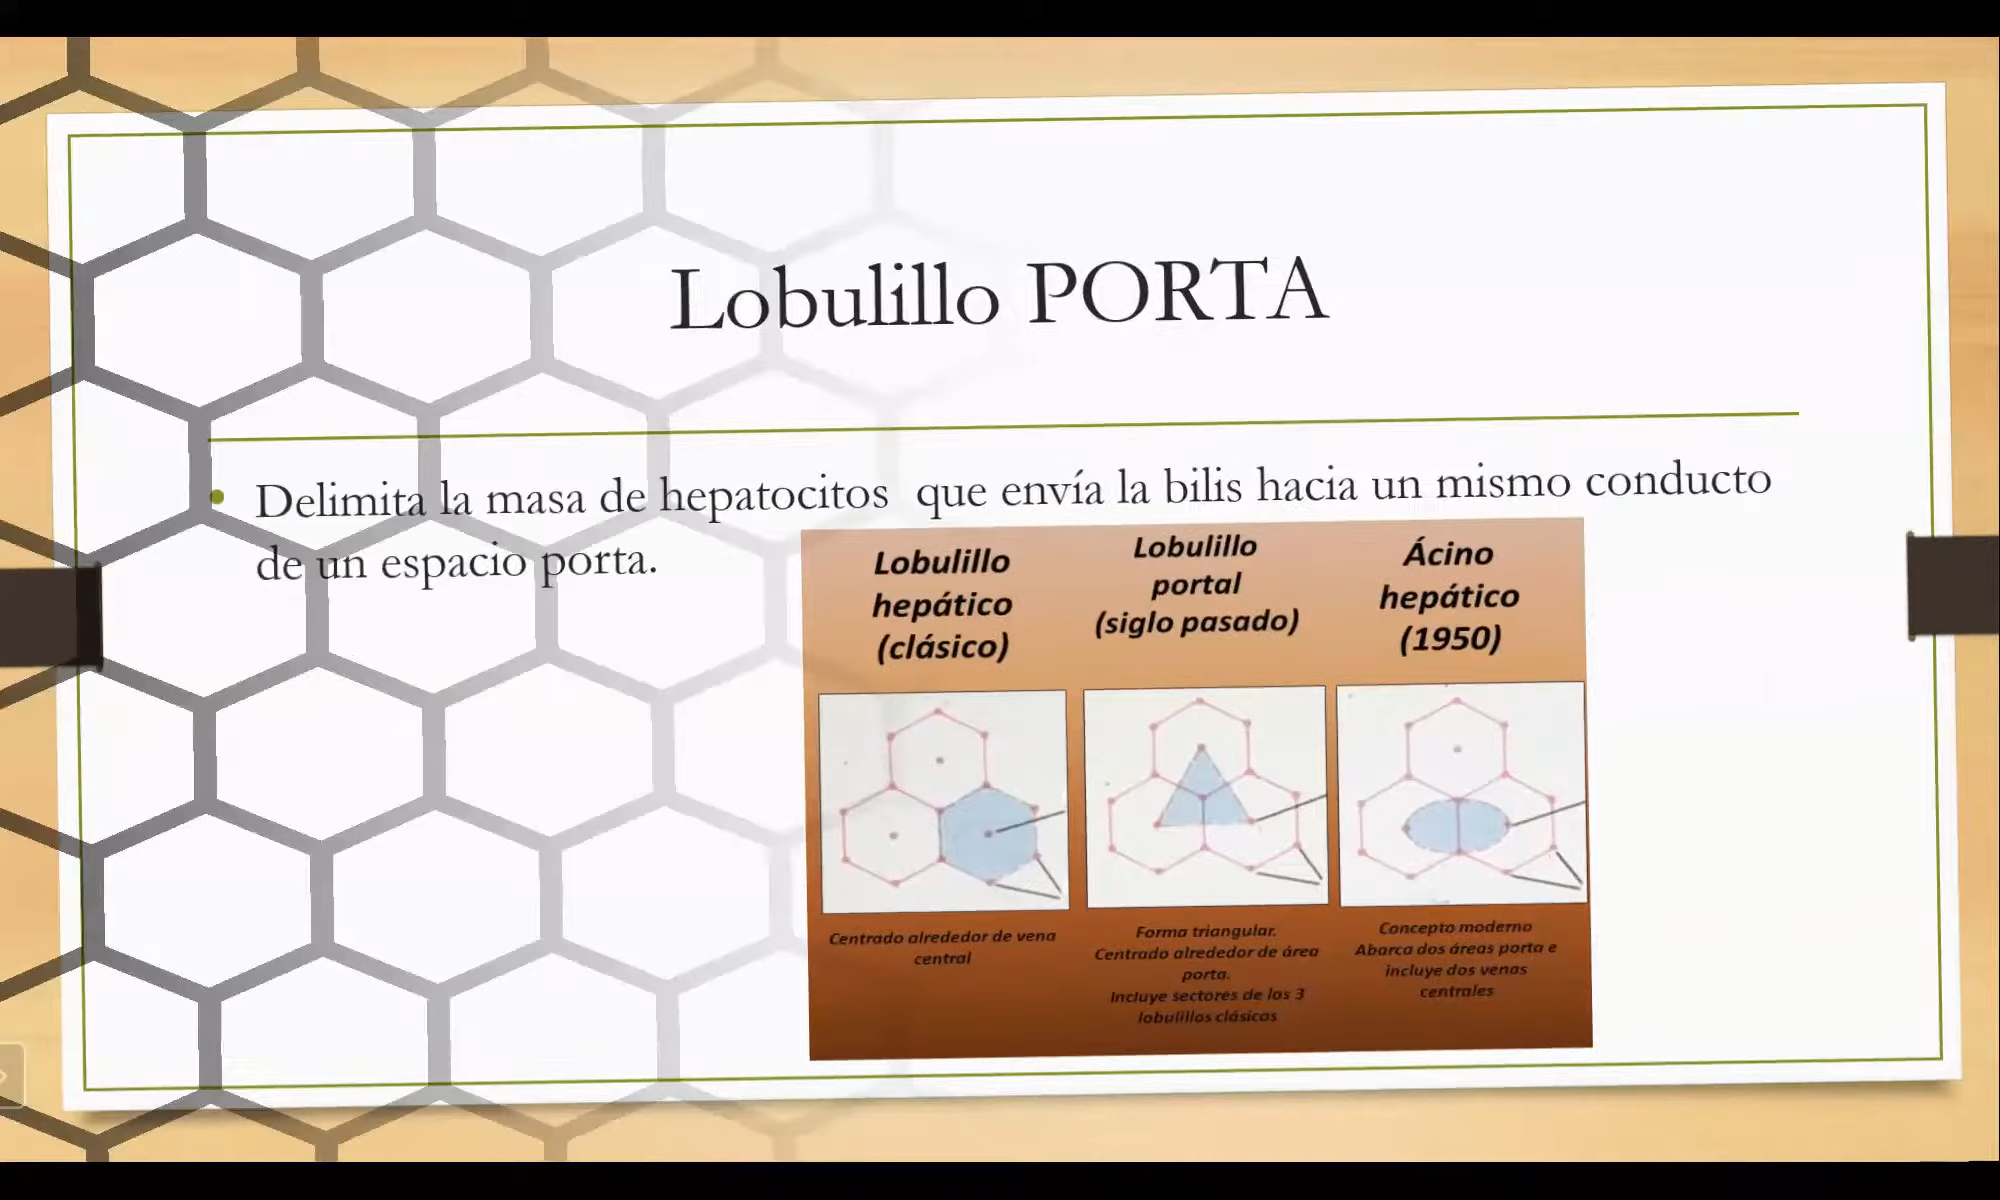 Lobulillo PORTA
• Delimita la masa de hepatocitos que envía la bilis hacia un mismo conducto
de un espacio porta.
Lobulillo
hepático
(clásico)
Lobulillo
portal
(siglo pasado)
Ácino
hepático
(1950)
Centrado alrededor de vena
central
Forma triangular.
Centrado alrededor de área
porta.
Incluye sectores de los 3
lobulillos clásicos
Concepto moderno
Abarca dos áreas porta e
incluye dos venas
centrales